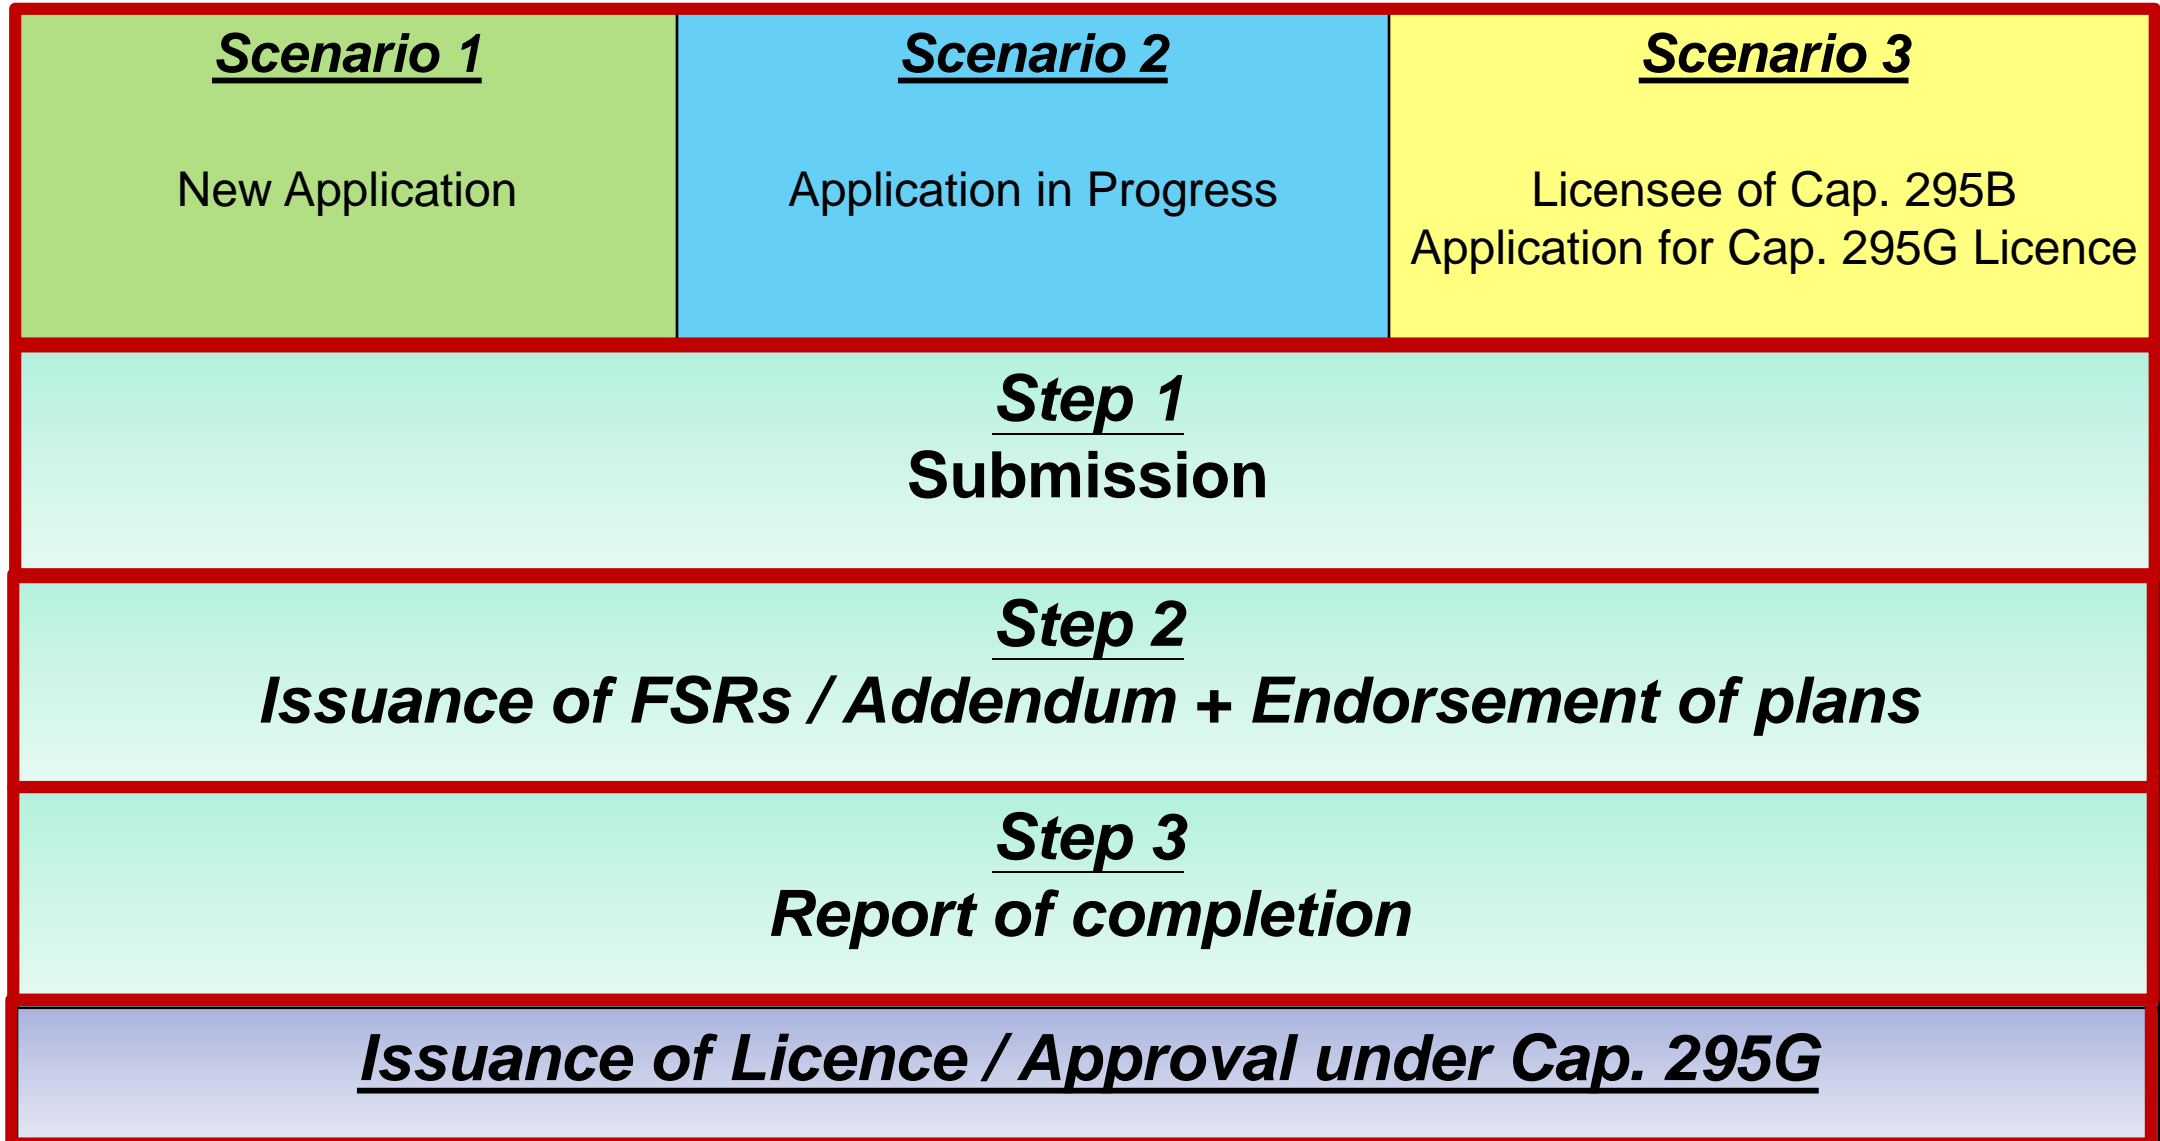 Scenario 1
New Application
Scenario 2
Application in Progress
Scenario 3
Licensee of Cap. 295B
Application for Cap. 295G Licence
Step 1
Submission
Step 2
Issuance of FSRs / Addendum + Endorsement of plans
Step 3
Report of completion
Issuance of Licence / Approval under Cap. 295G